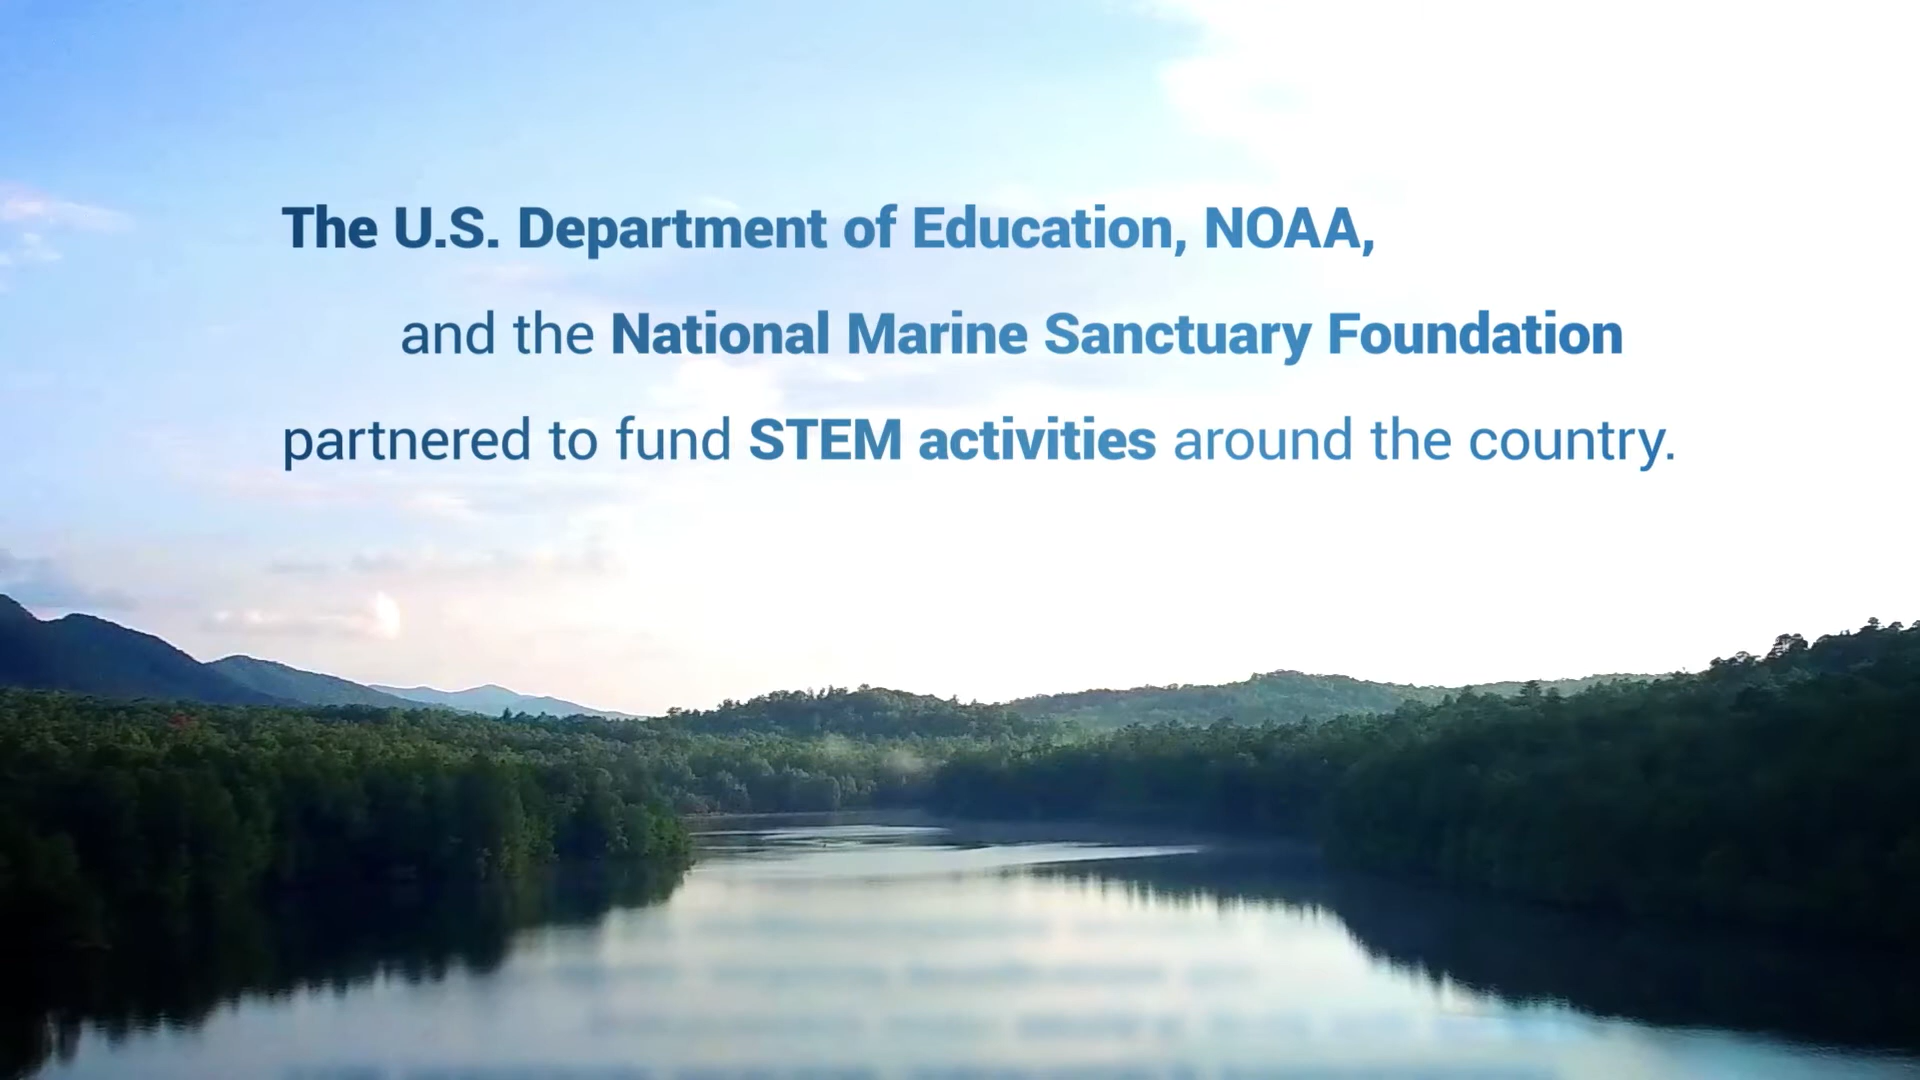 The U.S. Department of Education, NOAA,
and the National Marine Sanctuary Foundation
partnered to fund STEM activities around the country.